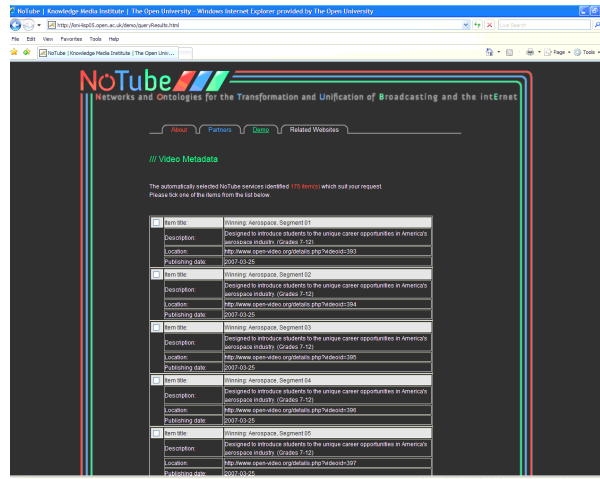 NoTube | Knowledge Media Institute | The Open University - Windows Internet Explorer provided by The Open University
http://kmi-lisp05.open.ac.uk/demo/queryResults.html
Live Search
File Edit View Favorites Tools Help
NoTube | Knowledge Media Institute | The Open Univ...
Page Tools
NoTube
Networks and Ontologies for the Transformation and Unification of Broadcasting and the intErnet
About Partners Demo Related Websites
/// Video Metadata
The automatically selected NoTube services identified 175 item(s) which suit your request.
Please tick one of the items from the list below.
Item title: Winning: Aerospace, Segment 01
Description: Designed to introduce students to the unique career opportunities in America's
aerospace industry. (Grades 7-12)
Location: http://www.open-video.org/details.php?videoid=393
Publishing date: 2007-03-25
Item title: Winning: Aerospace, Segment 02
Description: Designed to introduce students to the unique career opportunities in America's
aerospace industry. (Grades 7-12)
Location: http://www.open-video.org/details.php?videoid=394
Publishing date: 2007-03-25
Item title: Winning: Aerospace, Segment 03
Description: Designed to introduce students to the unique career opportunities in America's
aerospace industry. (Grades 7-12)
Location: http://www.open-video.org/details.php?videoid=395
Publishing date: 2007-03-25
Item title: Winning: Aerospace, Segment 04
Description: Designed to introduce students to the unique career opportunities in America's
aerospace industry. (Grades 7-12)
Location: http://www.open-video.org/details.php?videoid=396
Publishing date: 2007-03-25
Item title: Winning: Aerospace, Segment 05
Description: Designed to introduce students to the unique career opportunities in America's
aerospace industry. (Grades 7-12)
Location: http://www.open-video.org/details.php?videoid=397
Publishing date: 2007-03-25